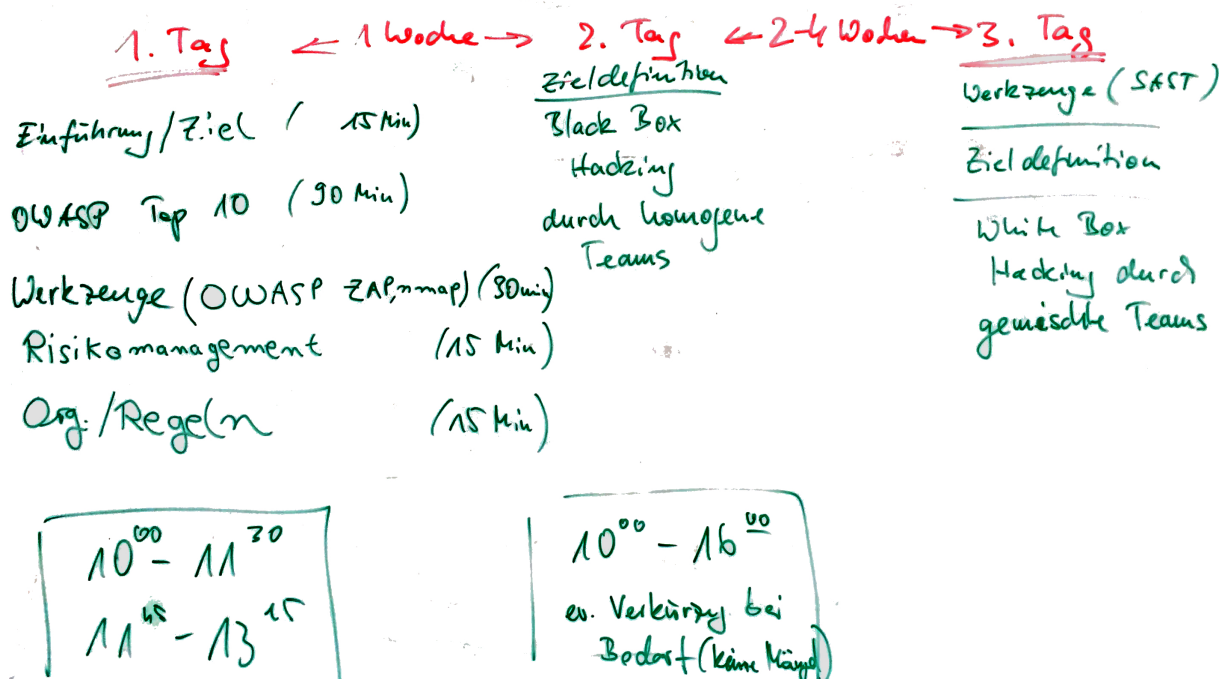 1. Tag ← 1 Woche → 2. Tag ← 2-4 Wochen → 3. Tag
Einführung/Ziel ( 15 Min)
OWASP Top 10 (90 Min)
Werkzeuge (OWASP ZAP, nmap) (30min)
Risikomanagement (15 Min)
Org./Regeln (15 Min)
10⁰⁰ - 11³⁰
11⁴⁵ - 13¹⁵
Zieldefinition
Black Box
Hacking
durch homogene
Teams
10⁰⁰ - 16⁰⁰
ev. Verkürzg bei
Bedarf (keine Mängel)
Werkzeuge (SAST)
Zieldefinition
White Box
Hacking durch
gemischte Teams